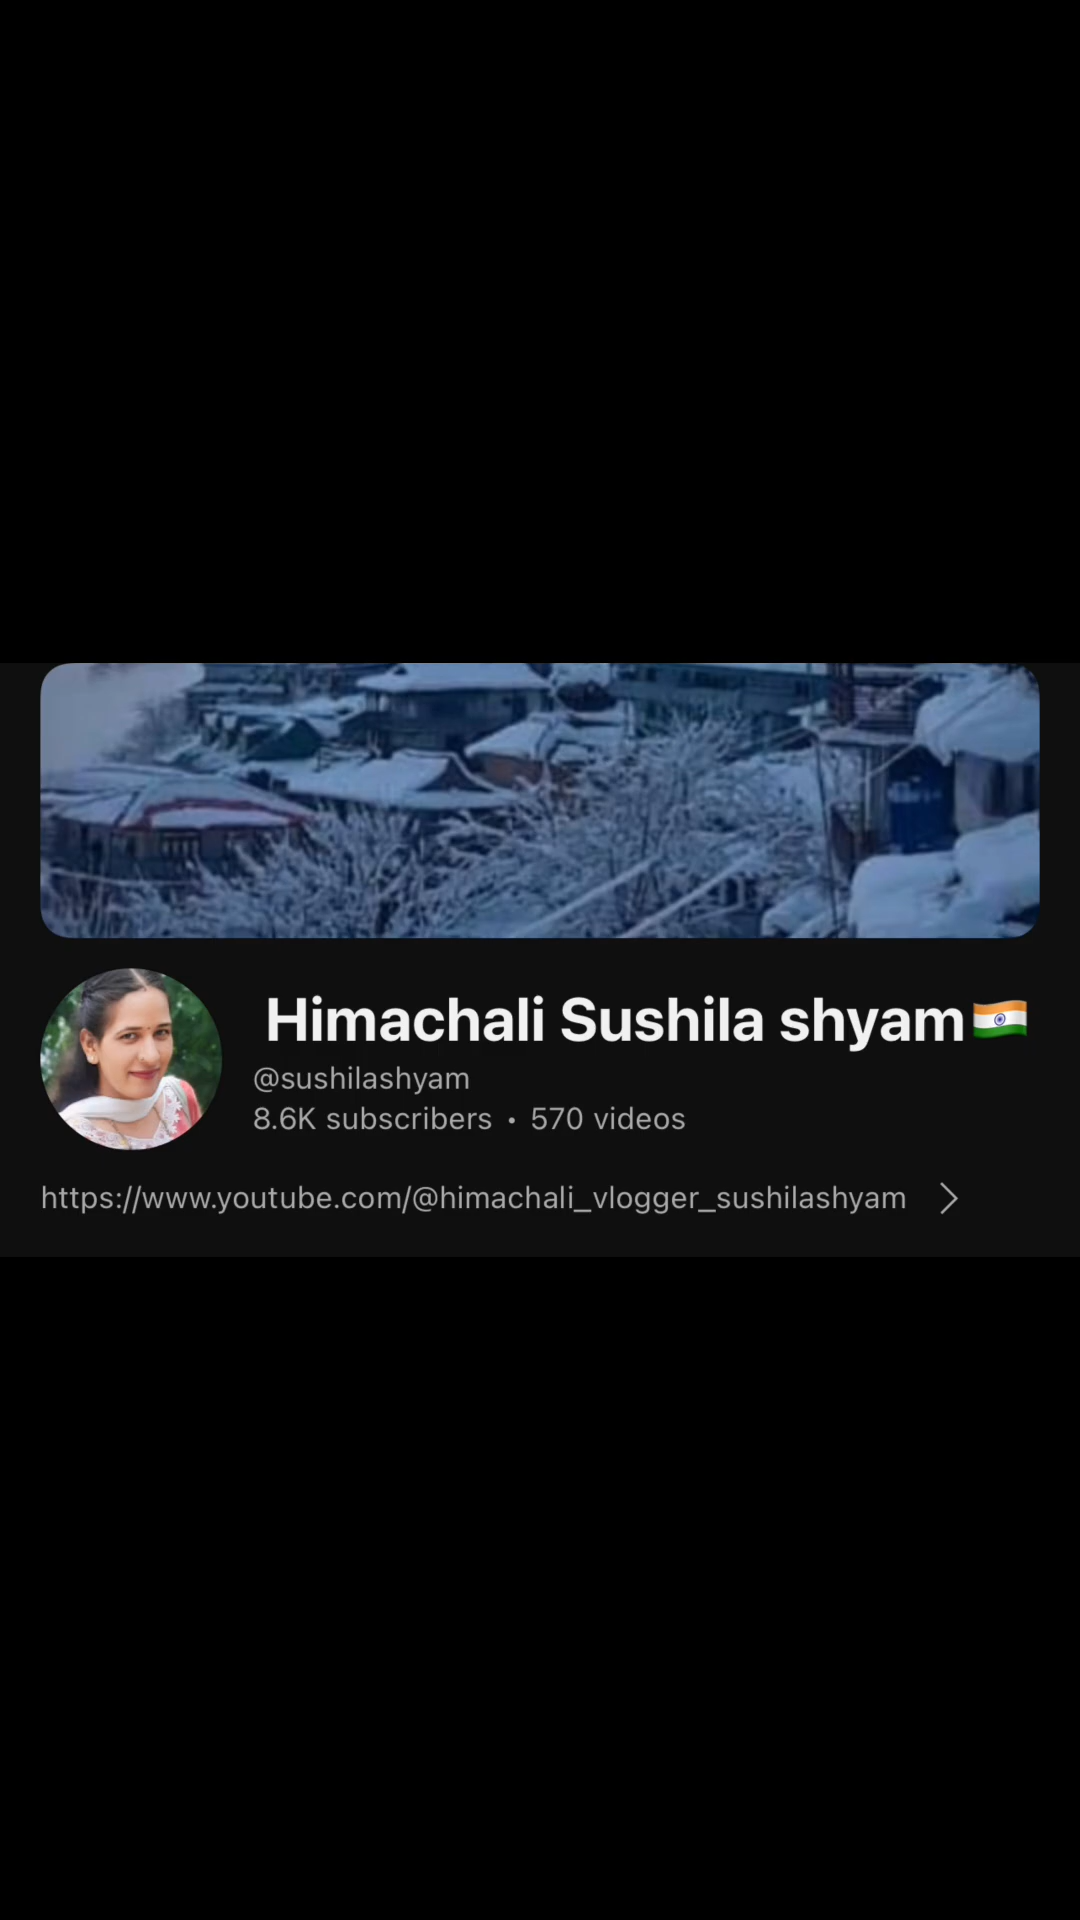 Himachali Sushila shyam🇮🇳
@sushilashyam
8.6K subscribers • 570 videos
https://www.youtube.com/@himachali_vlogger_sushilashyam